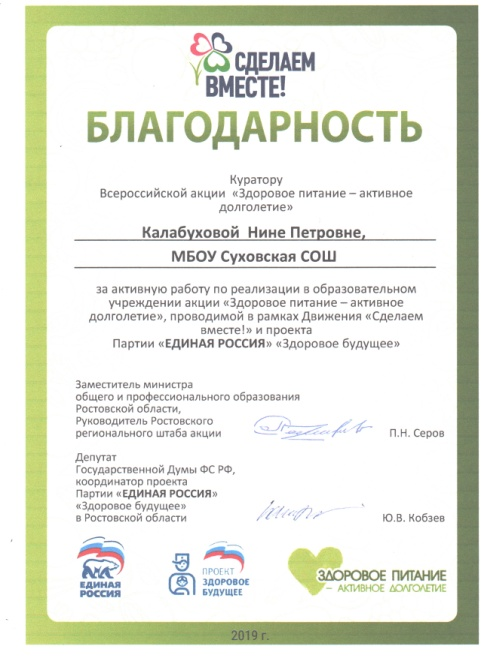 СДЕЛАЕМ
ВМЕСТЕ!
БЛАГОДАРНОСТЬ
Куратору
Всероссийской акции «Здоровое питание – активное
долголетие»
Калабуховой Нине Петровне,
МБОУ Суховская СОШ
за активную работу по реализации в образовательном
учреждении акции «Здоровое питание – активное
долголетие», проводимой в рамках Движения «Сделаем
вместе!» и проекта
Партии «ЕДИНАЯ РОССИЯ» «Здоровое будущее»
Заместитель министра
общего и профессионального образования
Ростовской области,
Руководитель Ростовского
регионального штаба акции
П.Н. Серов
Депутат
Государственной Думы ФС РФ,
координатор проекта
Партии «ЕДИНАЯ РОССИЯ»
«Здоровое будущее»
в Ростовской области
Ю.В. Кобзев
ЕДИНАЯ
РОССИЯ
ПРОЕКТ
ЗДОРОВОЕ
БУДУЩЕЕ
ЗДОРОВОЕ ПИТАНИЕ
– АКТИВНОЕ ДОЛГОЛЕТИЕ
2019 г.